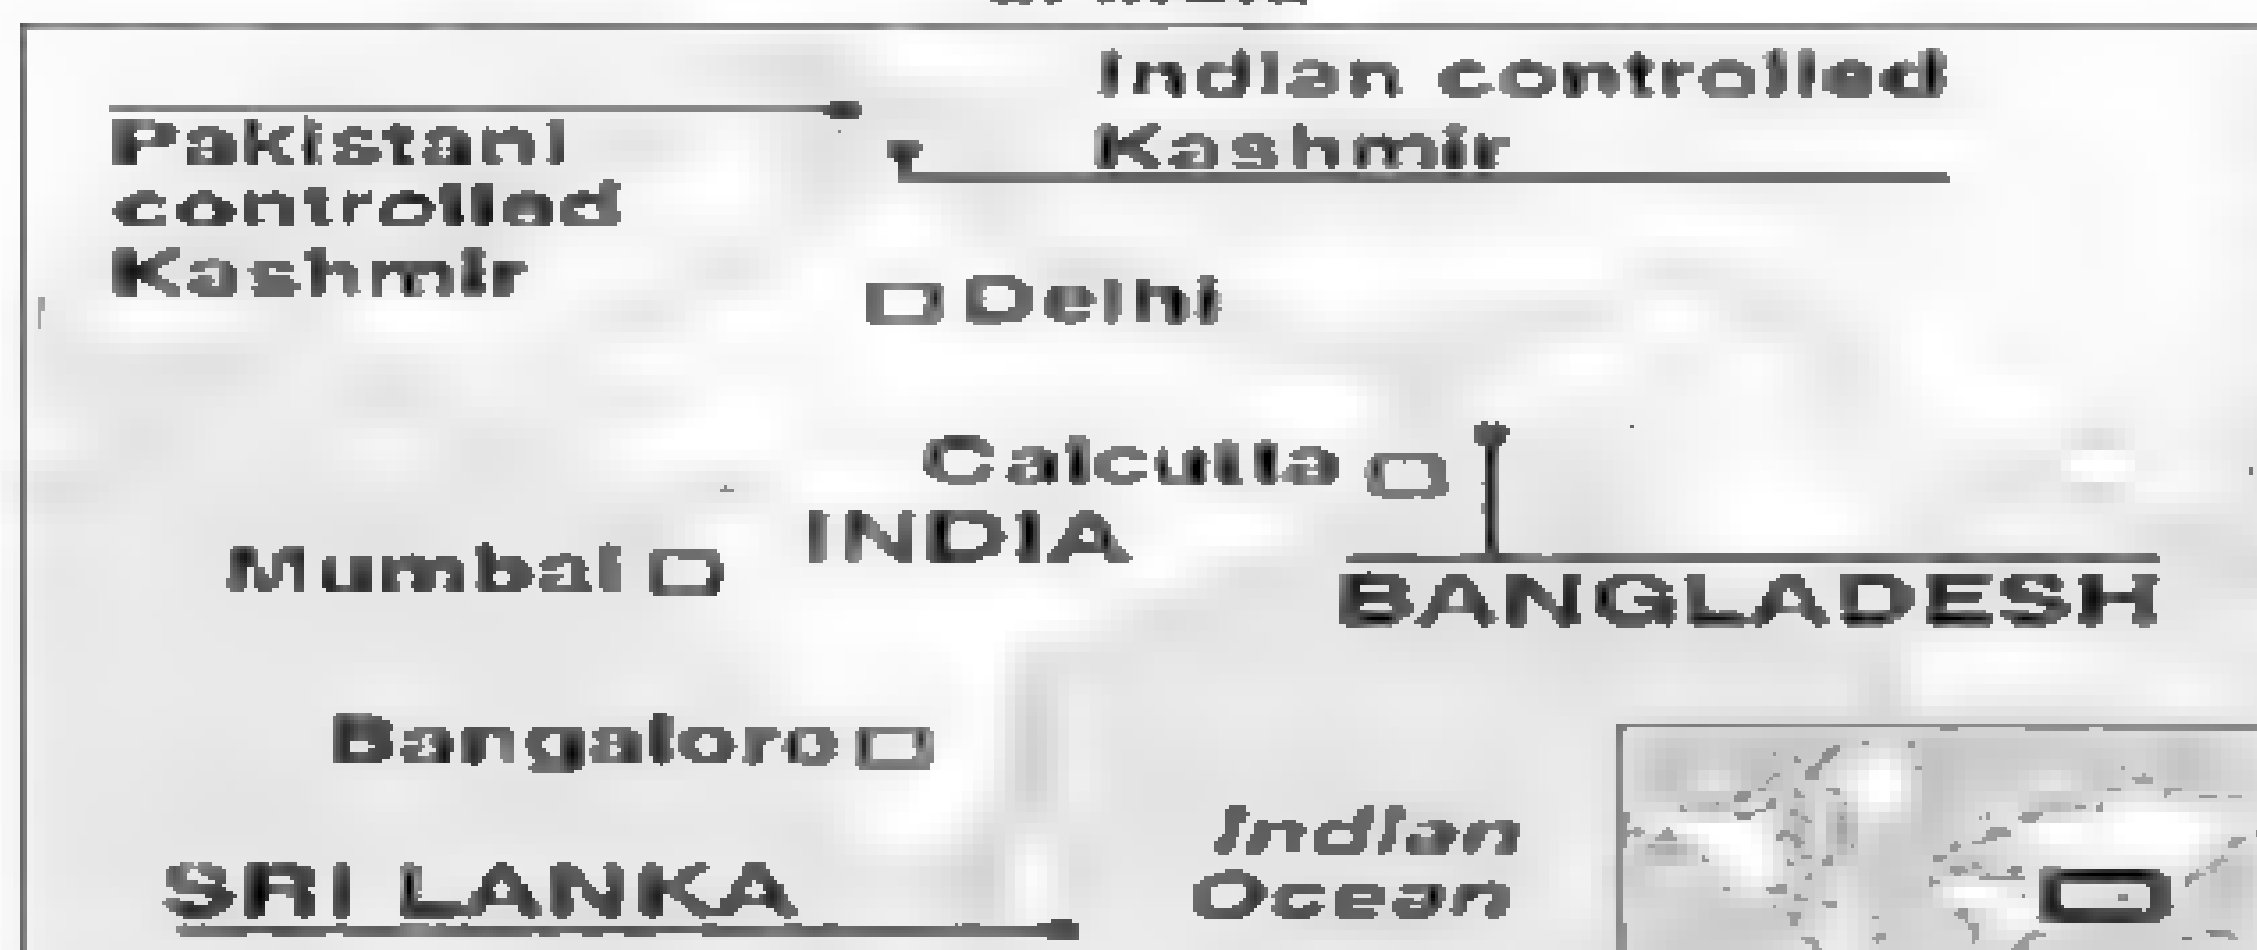 Indian controlled
Kashmir
Pakistani
controlled
Kashmir
Delhi
Calcutta
INDIA
Mumbai
BANGLADESH
Bangalore
Indian
Ocean
SRI LANKA